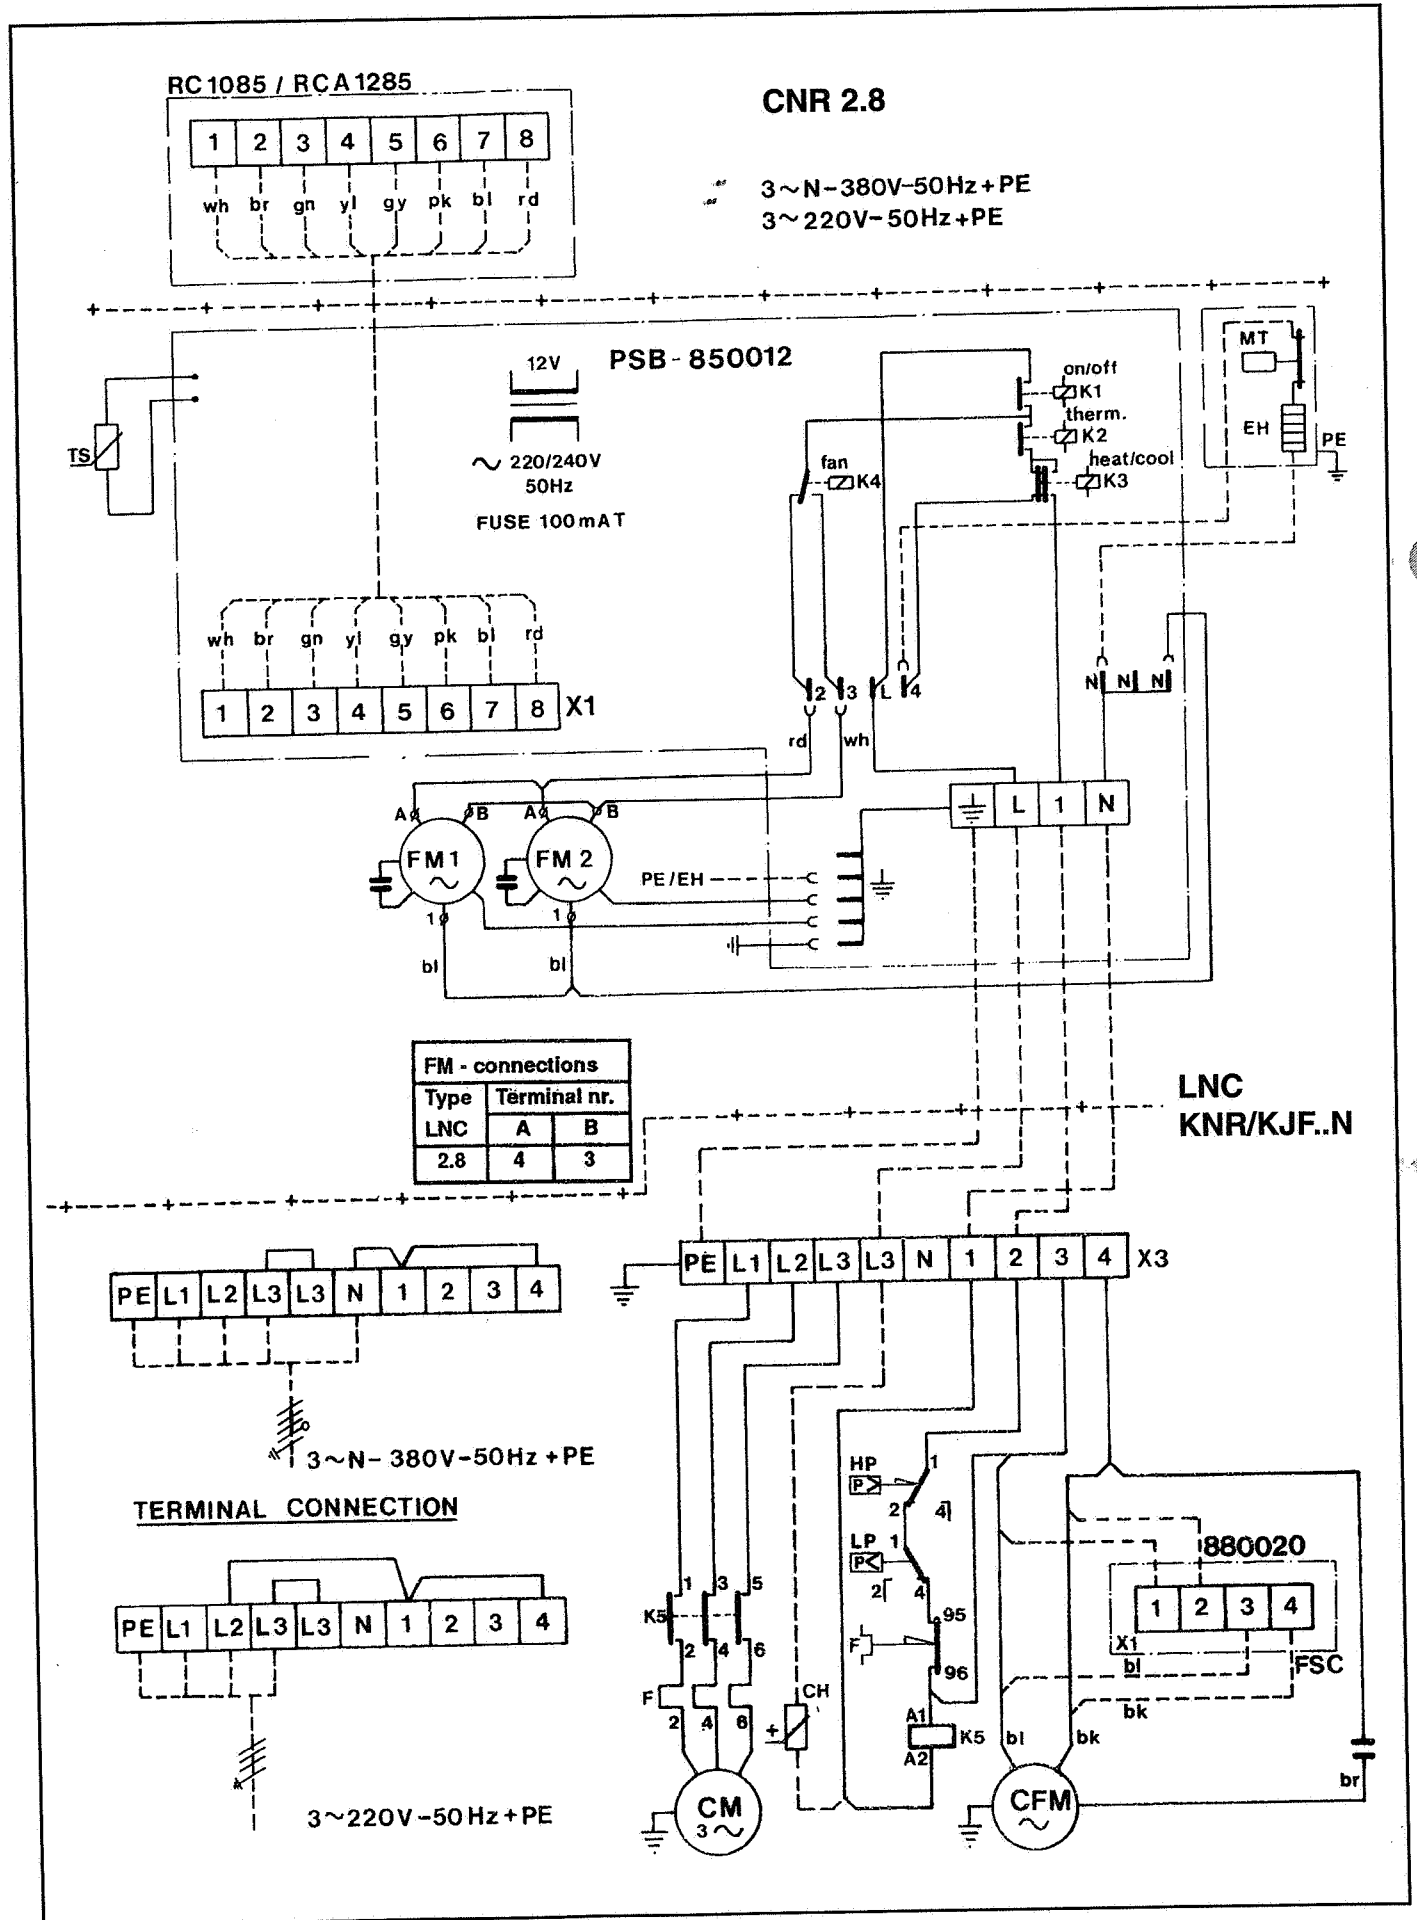 RC1085 / RCA1285
CNR 2.8
1 2 3 4 5 6 7 8
wh br gn yl gy pk bl rd
3~N-380V-50Hz+PE
3~220V-50Hz+PE
PSB-850012
12V
220/240V
50Hz
FUSE 100mAT
TS
on/off
K1
therm.
K2
heat/cool
K3
fan
K4
MT
EH
PE
wh br gn yl gy pk bl rd
1 2 3 4 5 6 7 8 X1
2 3 L 4
N N N
rd wh
L 1 N
A B A B
FM1 FM2
PE/EH
1 1
bl bl
FM - connections
Type Terminal nr.
LNC A B
2.8 4 3
LNC
KNR/KJF..N
PE L1 L2 L3 L3 N 1 2 3 4 X3
PE L1 L2 L3 L3 N 1 2 3 4
3~N-380V-50Hz+PE
TERMINAL CONNECTION
PE L1 L2 L3 L3 N 1 2 3 4
3~220V-50Hz+PE
HP
P>
1
2 4
LP
P<
1
2 4
F
95
96
A1
K5
A2
880020
1 2 3 4
X1
FSC
bl
bk
K5
1 3 5
2 4 6
F
2 4 6
CH
+
CM
3~
bl bk
CFM
br